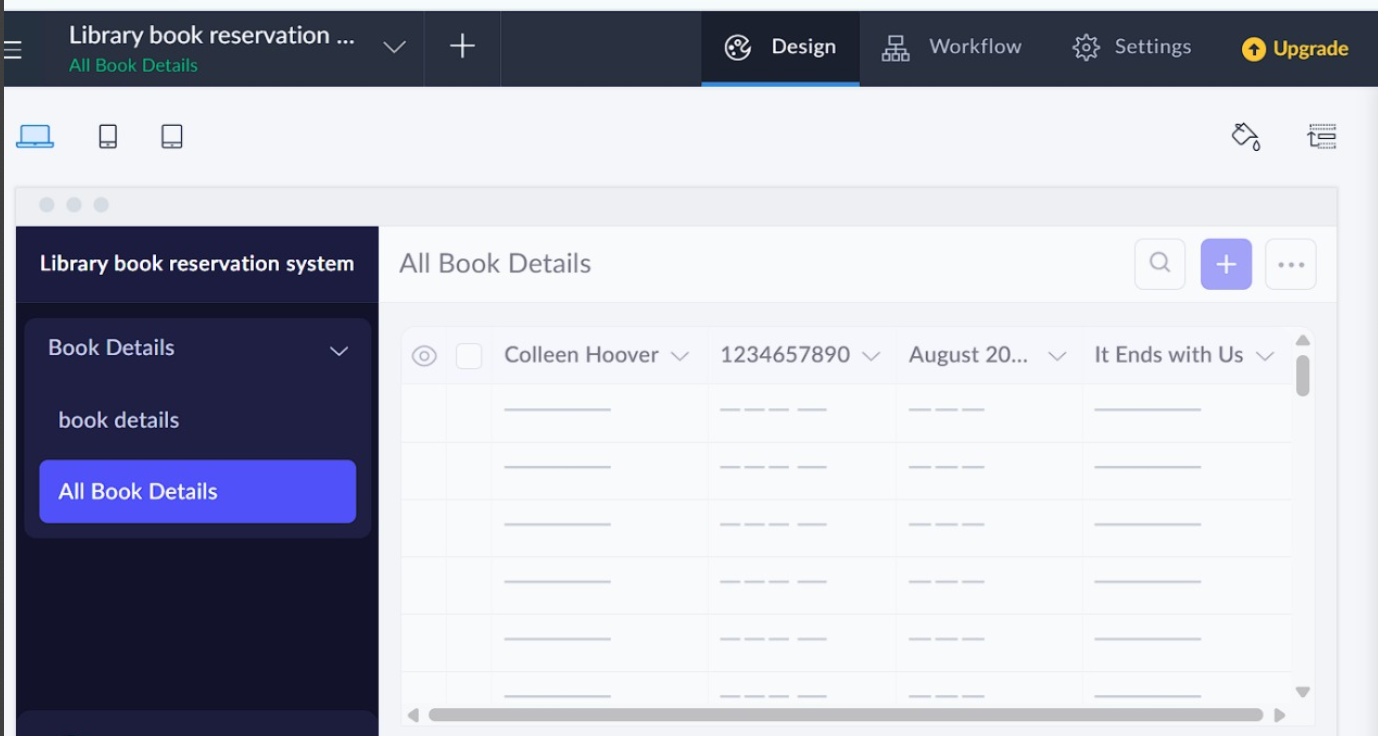 Library book reservation ...
All Book Details
Design
Workflow
Settings
Upgrade
Library book reservation system
All Book Details
Book Details
book details
All Book Details
Colleen Hoover
1234657890
August 20...
It Ends with Us